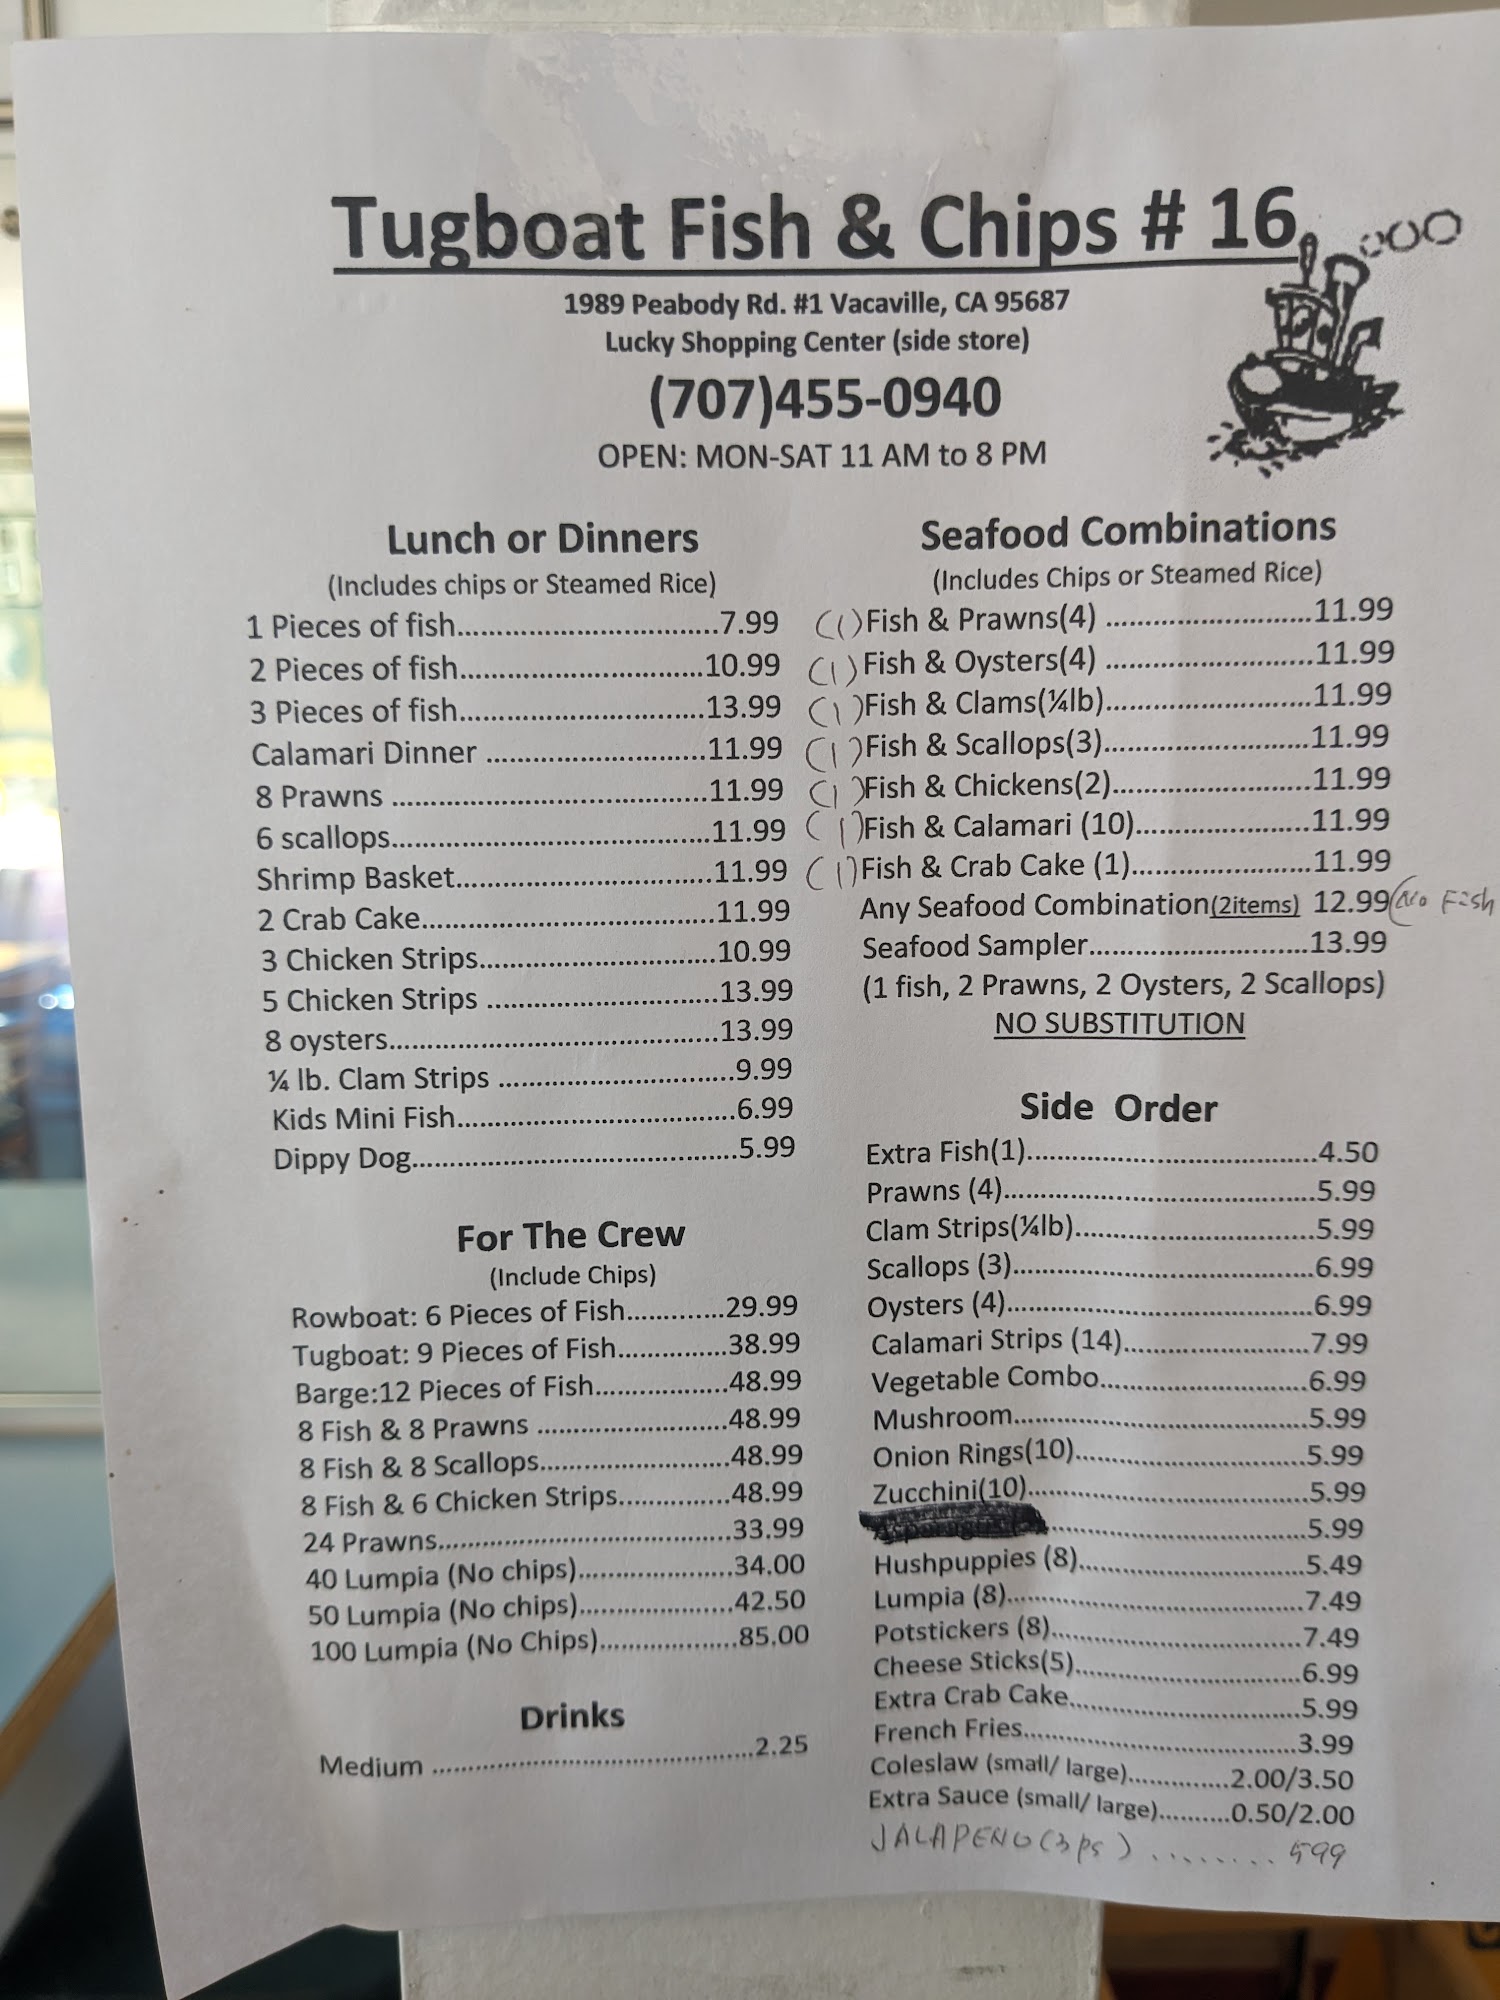 Tugboat Fish & Chips # 16
1989 Peabody Rd. #1 Vacaville, CA 95687
Lucky Shopping Center (side store)
(707)455-0940
OPEN: MON-SAT 11 AM to 8 PM
Lunch or Dinners
(Includes chips or Steamed Rice)
1 Pieces of fish..............................7.99
2 Pieces of fish............................10.99
3 Pieces of fish............................13.99
Calamari Dinner .........................11.99
8 Prawns ....................................11.99
6 scallops....................................11.99
Shrimp Basket.............................11.99
2 Crab Cake.................................11.99
3 Chicken Strips...........................10.99
5 Chicken Strips ..........................13.99
8 oysters.....................................13.99
¼ lb. Clam Strips ..........................9.99
Kids Mini Fish...............................6.99
Dippy Dog....................................5.99
For The Crew
(Include Chips)
Rowboat: 6 Pieces of Fish............29.99
Tugboat: 9 Pieces of Fish.............38.99
Barge:12 Pieces of Fish...............48.99
8 Fish & 8 Prawns ......................48.99
8 Fish & 8 Scallops......................48.99
8 Fish & 6 Chicken Strips.............48.99
24 Prawns..................................33.99
40 Lumpia (No chips)..................34.00
50 Lumpia (No chips)..................42.50
100 Lumpia (No Chips)................85.00
Drinks
Medium .....................................2.25
Seafood Combinations
(Includes Chips or Steamed Rice)
(1) Fish & Prawns(4) ........................11.99
(1) Fish & Oysters(4) ........................11.99
(1) Fish & Clams(¼lb)........................11.99
(1) Fish & Scallops(3)........................11.99
(1) Fish & Chickens(2).......................11.99
(1) Fish & Calamari (10)....................11.99
(1) Fish & Crab Cake (1).....................11.99
Any Seafood Combination(2items) 12.99 (No Fish
Seafood Sampler..........................13.99
(1 fish, 2 Prawns, 2 Oysters, 2 Scallops)
NO SUBSTITUTION
Side Order
Extra Fish(1)..................................4.50
Prawns (4).....................................5.99
Clam Strips(¼lb)............................5.99
Scallops (3)....................................6.99
Oysters (4).....................................6.99
Calamari Strips (14).......................7.99
Vegetable Combo..........................6.99
Mushroom.....................................5.99
Onion Rings(10).............................5.99
Zucchini(10)...................................5.99
..............................5.99
Hushpuppies (8).............................5.49
Lumpia (8)......................................7.49
Potstickers (8)................................7.49
Cheese Sticks(5).............................6.99
Extra Crab Cake..............................5.99
French Fries....................................3.99
Coleslaw (small/ large).............2.00/3.50
Extra Sauce (small/ large)..........0.50/2.00
JALAPENO (3 ps) ........ 599